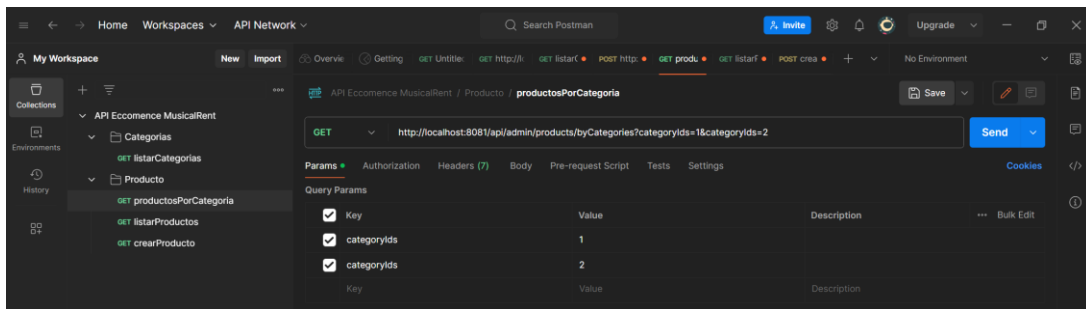 Home Workspaces API Network Search Postman Invite Upgrade
My Workspace New Import Overvie Getting GET Untitle GET http://l GET listarC POST http: GET produ GET listarF POST crea No Environment
Collections
API Eccomence MusicalRent / Producto / productosPorCategoria Save
API Eccomence MusicalRent
Categorias
GET http://localhost:8081/api/admin/products/byCategories?categoryIds=1&categoryIds=2 Send
Environments
GET listarCategorias
Params Authorization Headers (7) Body Pre-request Script Tests Settings Cookies
Producto
History
Query Params
GET productosPorCategoria
Key Value Description Bulk Edit
GET listarProductos
categoryIds 1
GET crearProducto
categoryIds 2
Key Value Description